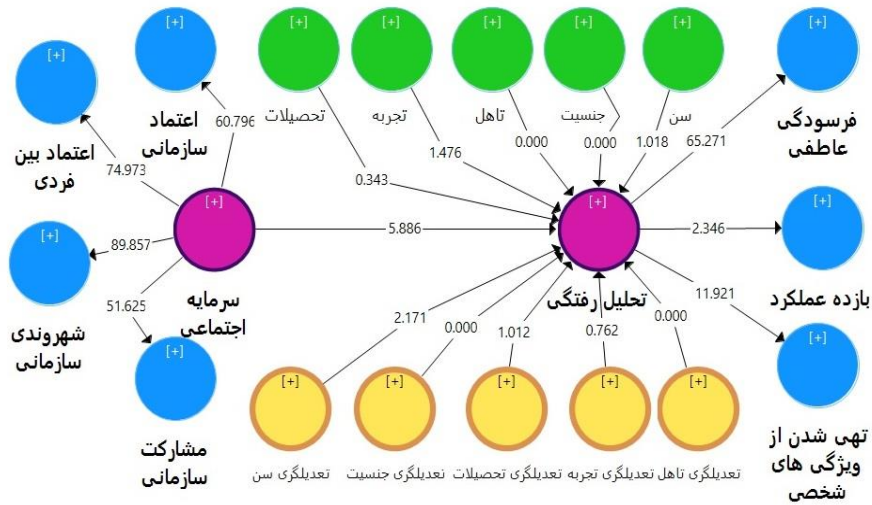 [+]
[+]
[+]
[+]
[+]
[+]
[+]
[+]
اعتماد بین
فردی
اعتماد
سازمانی
تحصیلات
تجربه
تاهل
جنسیت
سن
فرسودگی
عاطفی
60.796
74.973
0.343
1.476
0.000
0.000
1.018
65.271
[+]
[+]
[+]
[+]
89.857
5.886
2.346
51.625
شهروندی
سازمانی
سرمایه
اجتماعی
تحلیل رفتگی
بازده عملکرد
2.171
0.000
1.012
0.762
0.000
11.921
[+]
[+]
[+]
[+]
[+]
[+]
[+]
مشارکت
سازمانی
تعدیلگری سن
نعدیلگری جنسیت
تعدیلگری تحصیلات
تعدیلگری تجربه
تعدیلگری تاهل
تهی شدن از
ویژگی های
شخصی